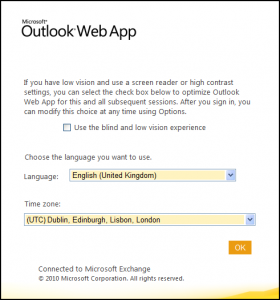 Microsoft®
Outlook Web App
If you have low vision and use a screen reader or high contrast
settings, you can select the check box below to optimize Outlook
Web App for this and all subsequent sessions. After you sign in, you
can modify this choice at any time using Options.
Use the blind and low vision experience
Choose the language you want to use.
Language: English (United Kingdom)
Time zone:
(UTC) Dublin, Edinburgh, Lisbon, London
OK
Connected to Microsoft Exchange
© 2010 Microsoft Corporation. All rights reserved.